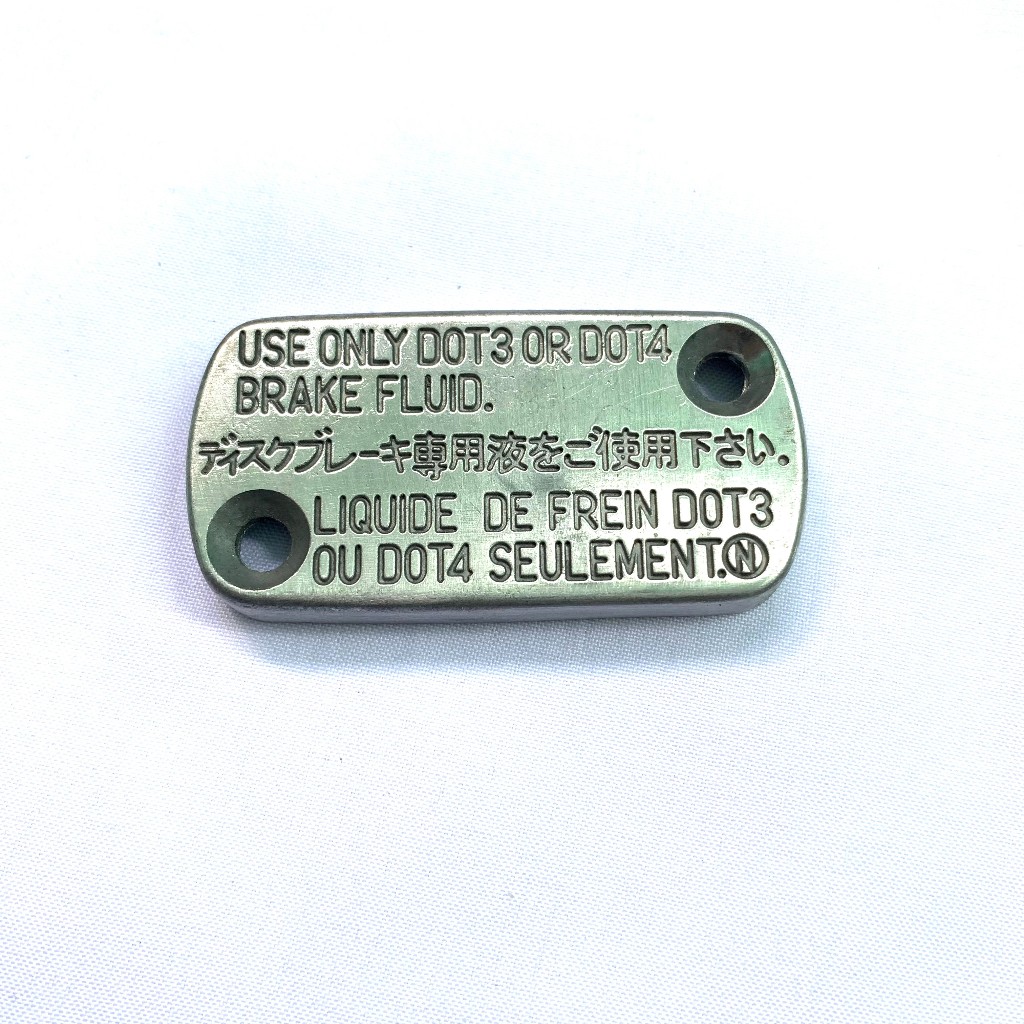 USE ONLY DOT3 OR DOT4
BRAKE FLUID.
ディスクブレーキ専用液をご使用下さい.
LIQUIDE DE FREIN DOT3
OU DOT4 SEULEMENT.Ⓝ